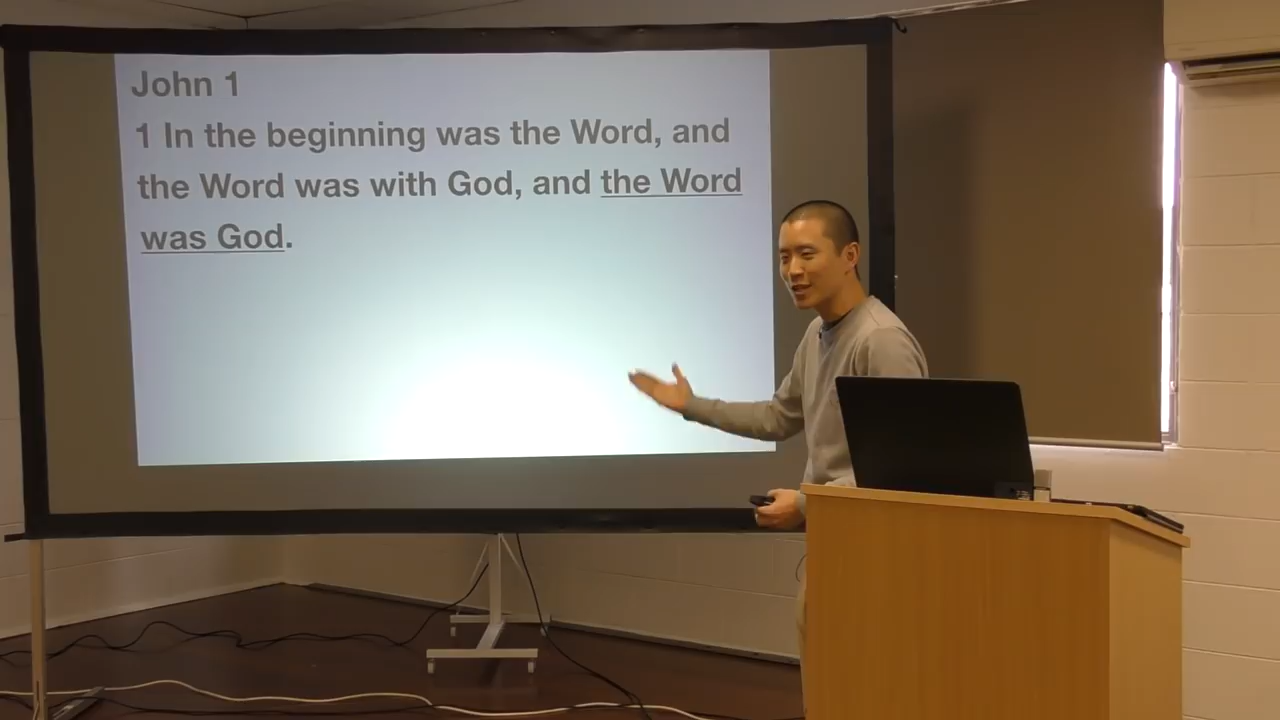 John 1
1 In the beginning was the Word, and
the Word was with God, and the Word
was God.